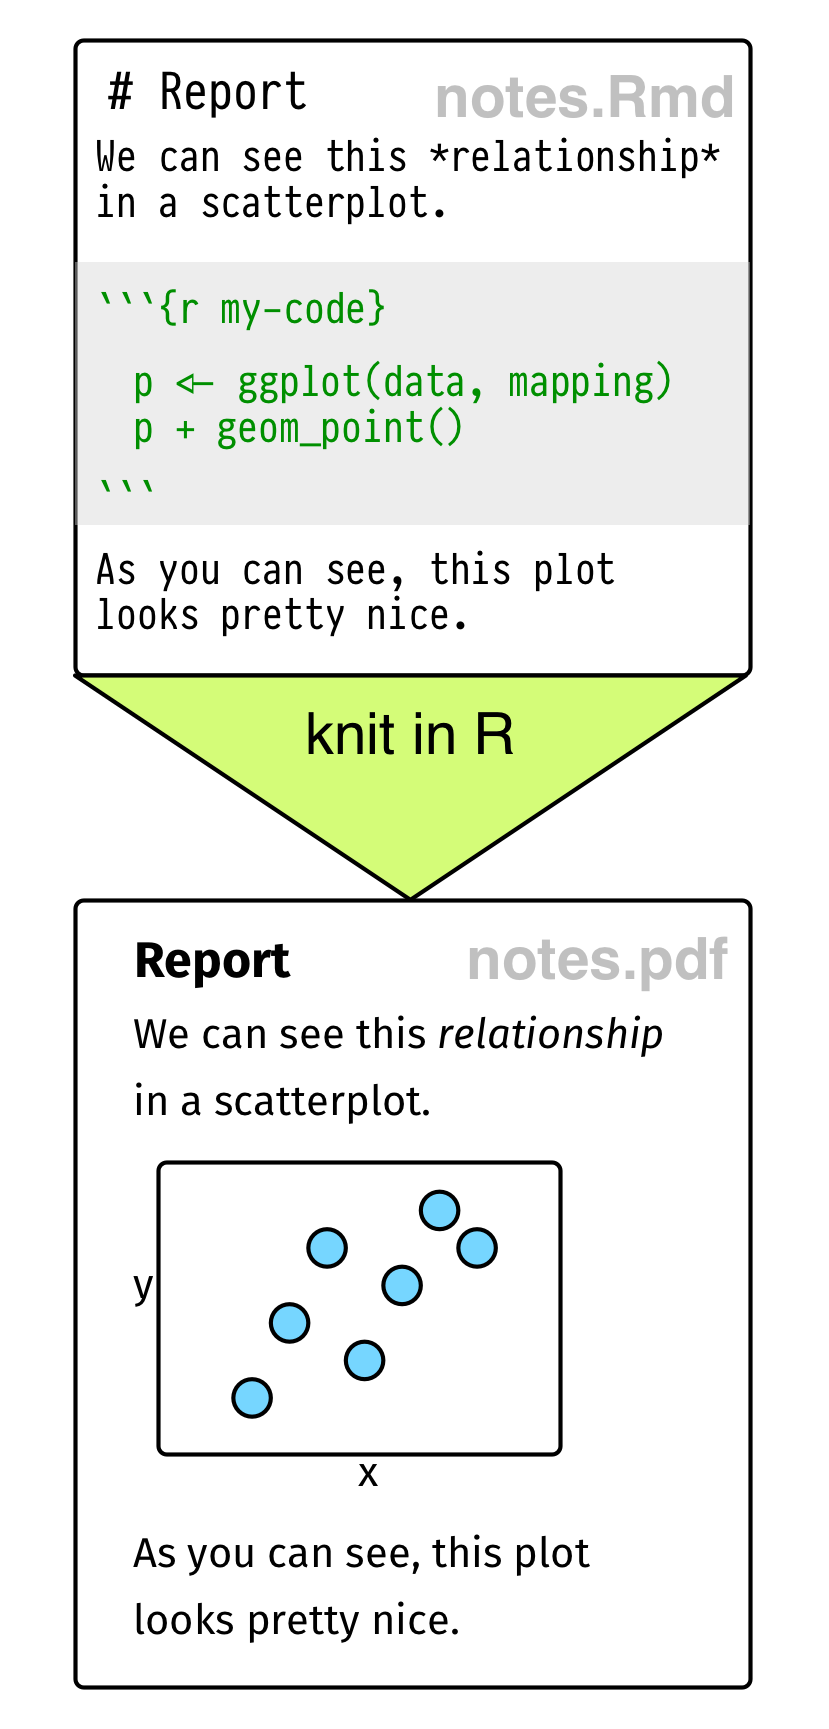 # Report
notes.Rmd
We can see this *relationship*
in a scatterplot.
```{r my-code}
p <- ggplot(data, mapping)
p + geom_point()
```
As you can see, this plot
looks pretty nice.
knit in R
Report
notes.pdf
We can see this relationship
in a scatterplot.
y
x
As you can see, this plot
looks pretty nice.